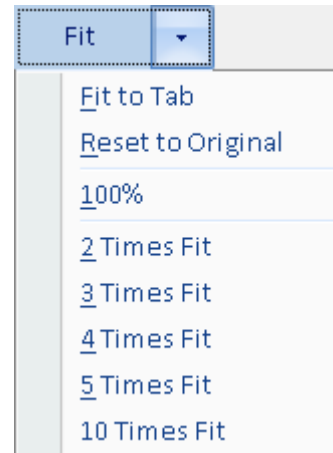 Fit
Fit to Tab
Reset to Original
100%
2 Times Fit
3 Times Fit
4 Times Fit
5 Times Fit
10 Times Fit